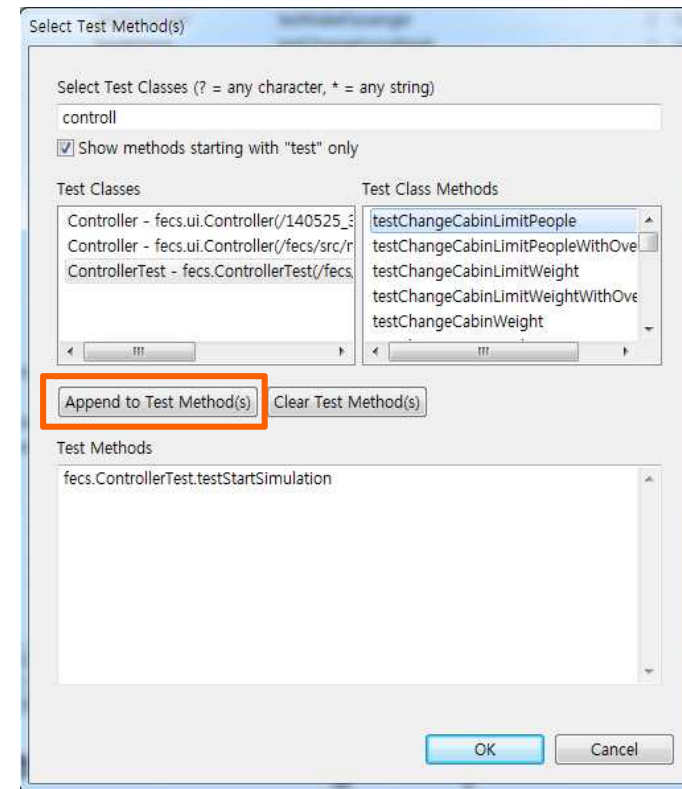 Select Test Method(s)
Select Test Classes (? = any character, * = any string)
controll
Show methods starting with "test" only
Test Classes
Test Class Methods
Controller - fecs.ui.Controller(/140525_3
Controller - fecs.ui.Controller(/fecs/src/r
ControllerTest - fecs.ControllerTest(/fecs,
testChangeCabinLimitPeople
testChangeCabinLimitPeopleWithOve
testChangeCabinLimitWeight
testChangeCabinLimitWeightWithOve
testChangeCabinWeight
Append to Test Method(s)
Clear Test Method(s)
Test Methods
fecs.ControllerTest.testStartSimulation
OK
Cancel